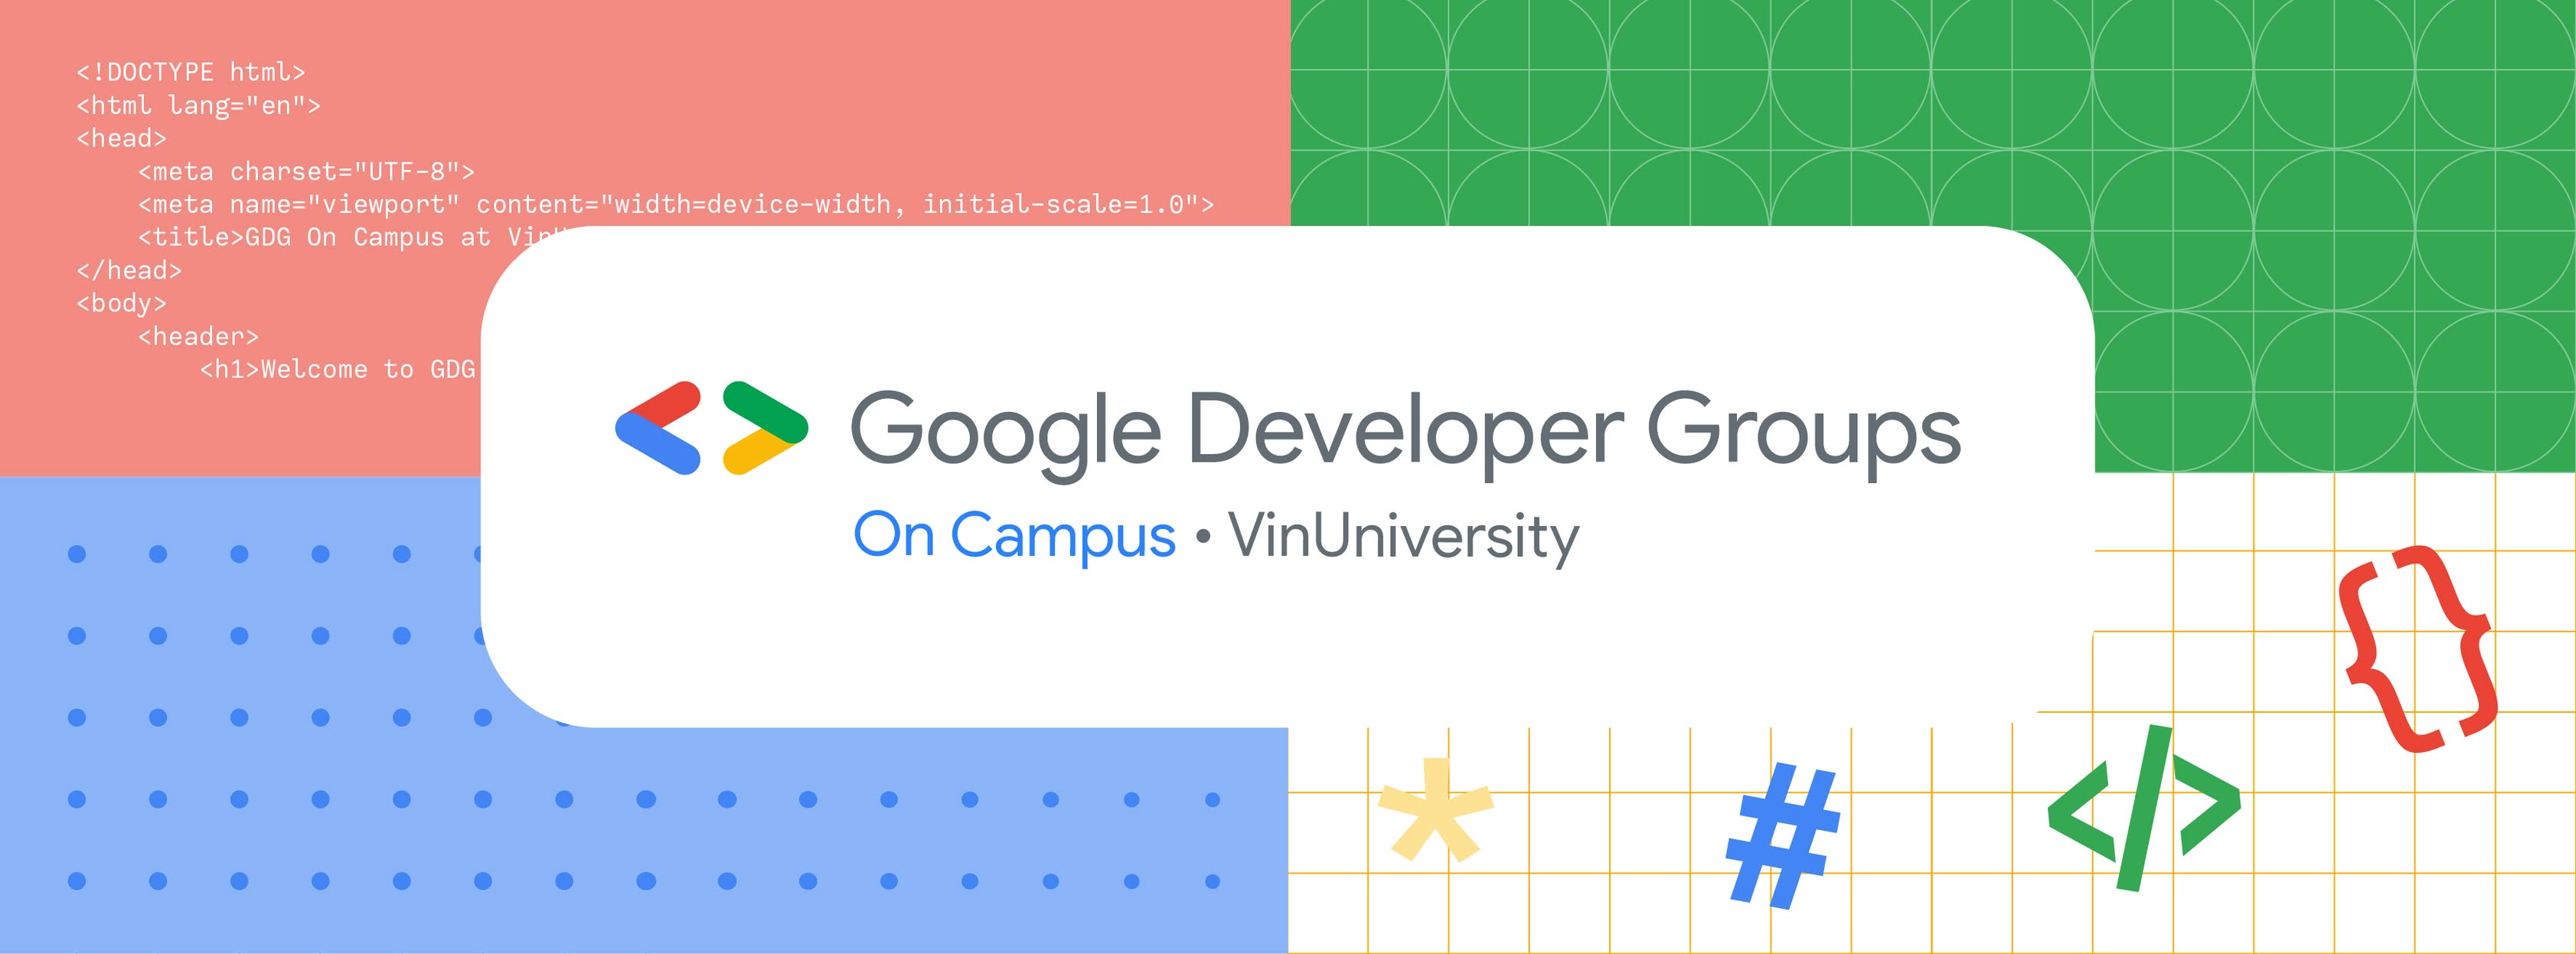 <!DOCTYPE html>
<html lang="en">
<head>
    <meta charset="UTF-8">
    <meta name="viewport" content="width=device-width, initial-scale=1.0">
    <title>GDG On Campus at
</head>
<body>
    <header>
        <h1>Welcome to GDG
Google Developer Groups
On Campus • VinUniversity
*
#
</>
{}